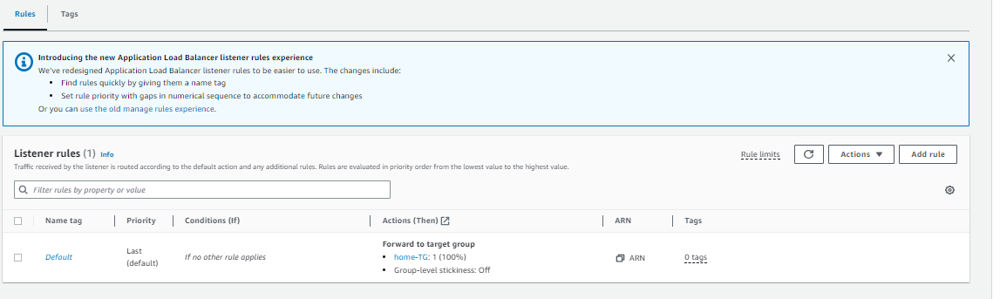 Rules
Tags
Introducing the new Application Load Balancer listener rules experience
We've redesigned Application Load Balancer listener rules to be easier to use. The changes include:
• Find rules quickly by giving them a name tag
• Set rule priority with gaps in numerical sequence to accommodate future changes
Or you can use the old manage rules experience.
Listener rules (1) Info
Rule limits
Actions
Add rule
Traffic received by the listener is routed according to the default action and any additional rules. Rules are evaluated in priority order from the lowest value to the highest value.
Filter rules by property or value
Name tag
Priority
Conditions (If)
Actions (Then)
ARN
Tags
Default
Last
(default)
If no other rule applies
Forward to target group
• home-TG: 1 (100%)
• Group-level stickiness: Off
ARN
0 tags